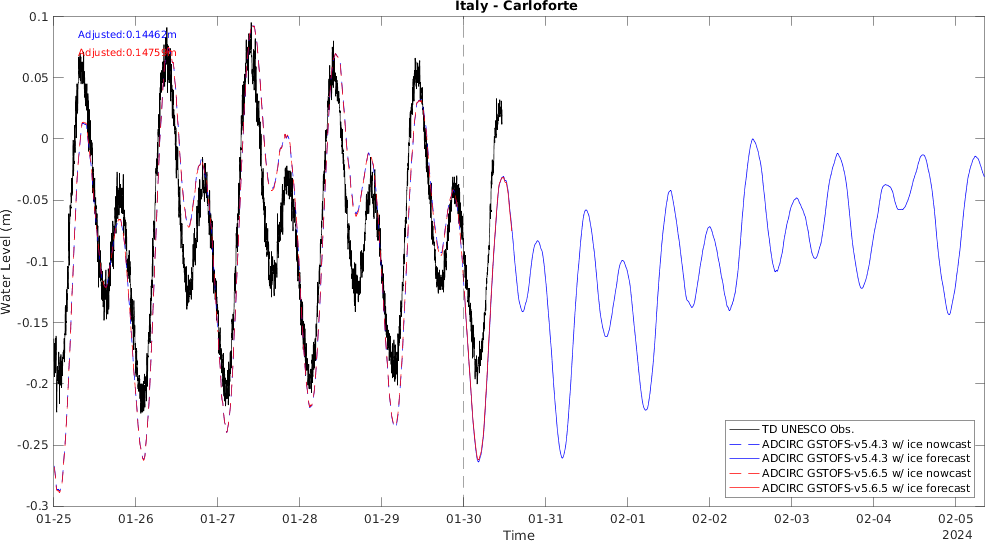 Italy - Carloforte
Adjusted:0.14462m
Adjusted:0.14759m
Water Level (m)
0.1
0.05
0
-0.05
-0.1
-0.15
-0.2
-0.25
-0.3
TD UNESCO Obs.
ADCIRC GSTOFS-v5.4.3 w/ ice nowcast
ADCIRC GSTOFS-v5.4.3 w/ ice forecast
ADCIRC GSTOFS-v5.6.5 w/ ice nowcast
ADCIRC GSTOFS-v5.6.5 w/ ice forecast
01-25 01-26 01-27 01-28 01-29 01-30 01-31 02-01 02-02 02-03 02-04 02-05
Time
2024